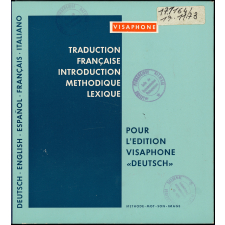 VISAPHONE
TRADUCTION
FRANÇAISE
INTRODUCTION
METHODIQUE
LEXIQUE
POUR
L'EDITION
VISAPHONE
«DEUTSCH»
DEUTSCH · ENGLISH · ESPAÑOL · FRANÇAIS · ITALIANO